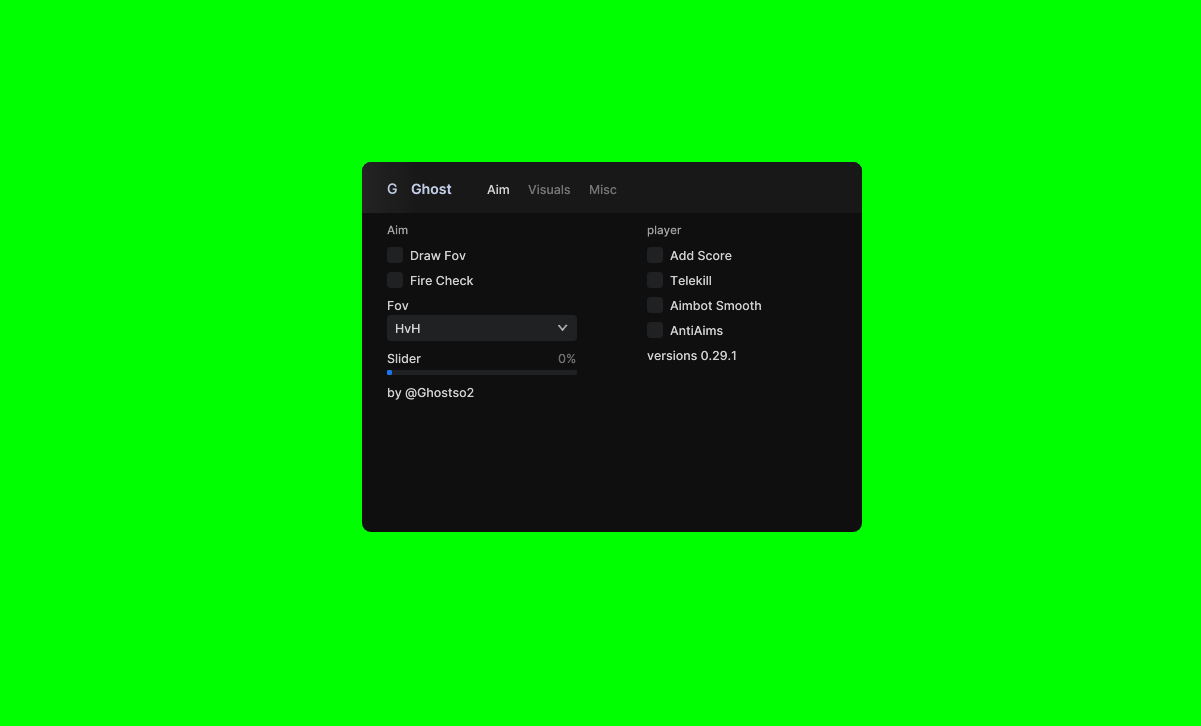 G Ghost Aim Visuals Misc
Aim
Draw Fov
Fire Check
Fov
HvH
Slider 0%
by @Ghostso2
player
Add Score
Telekill
Aimbot Smooth
AntiAims
versions 0.29.1